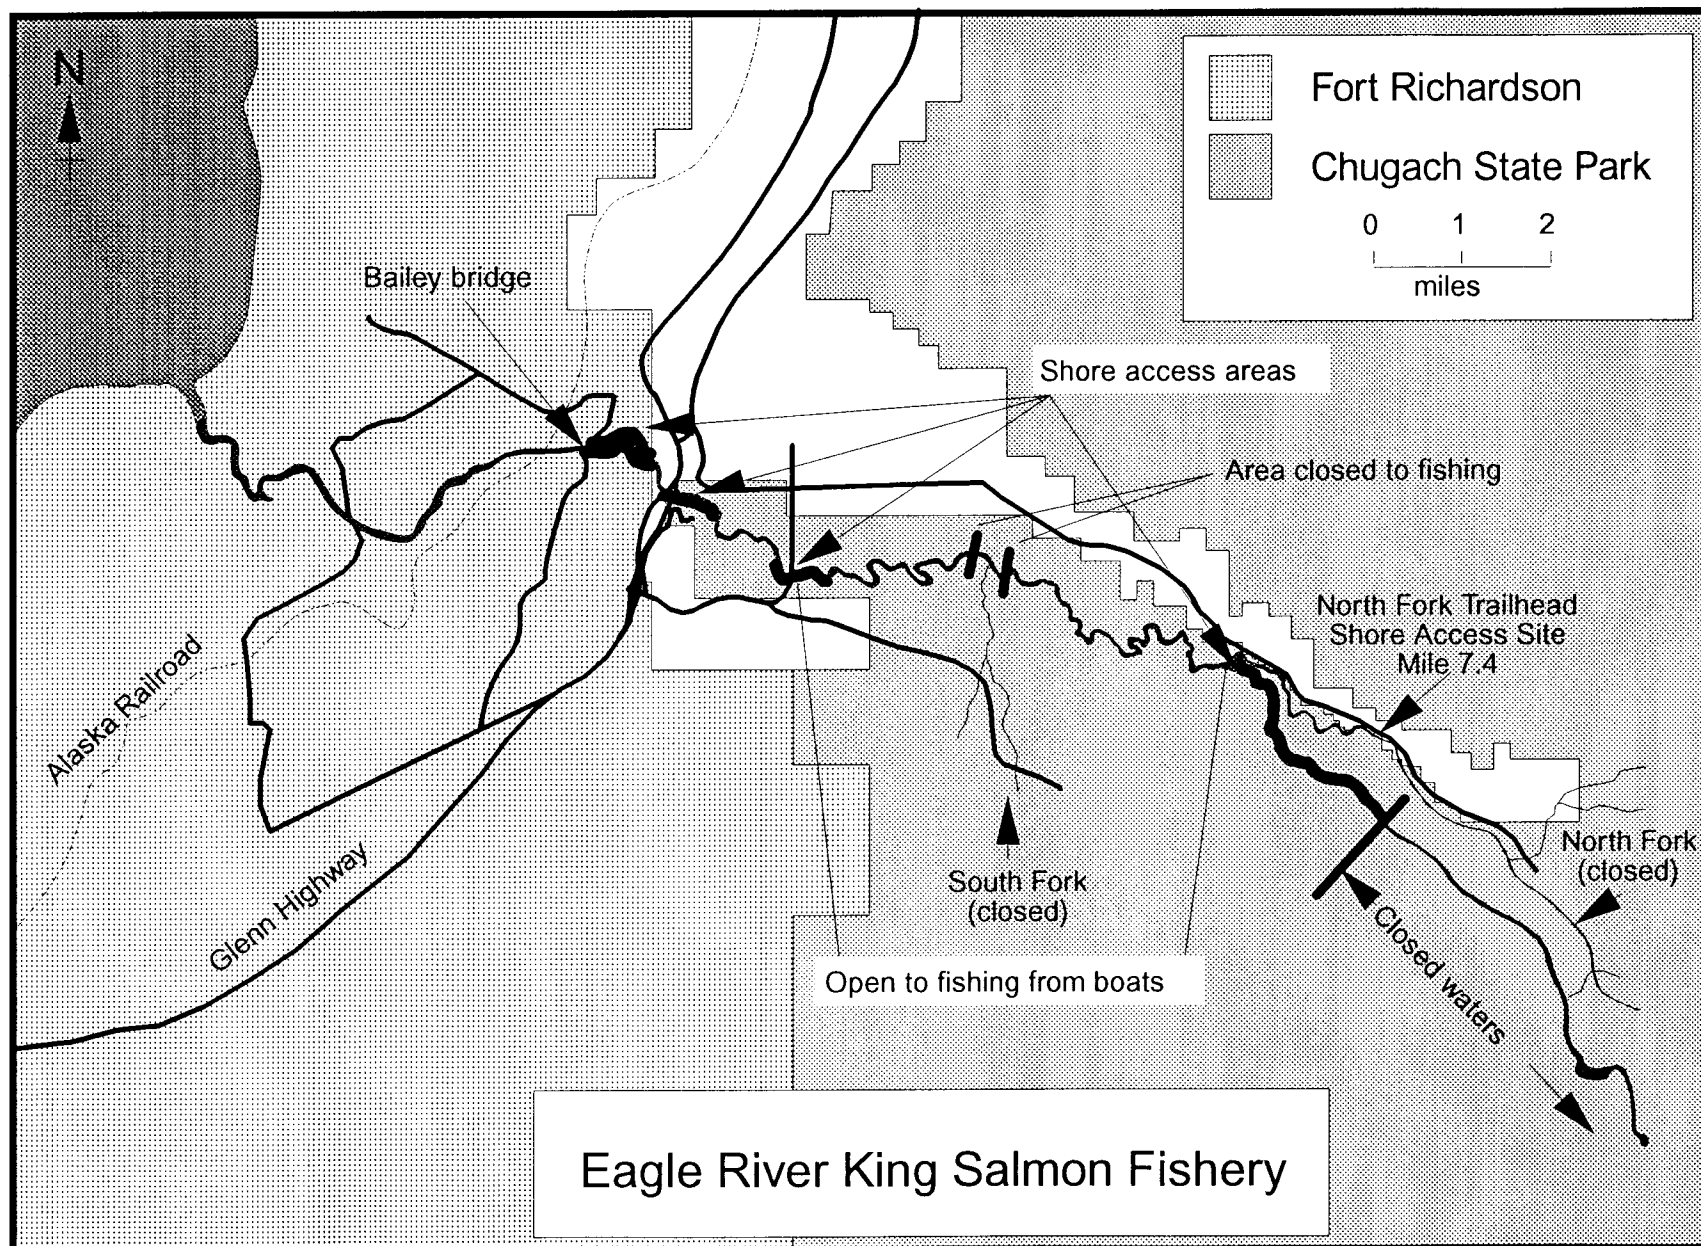 N
Fort Richardson
Chugach State Park
0 1 2
miles
Bailey bridge
Shore access areas
Area closed to fishing
North Fork Trailhead
Shore Access Site
Mile 7.4
Alaska Railroad
Glenn Highway
South Fork
(closed)
North Fork
(closed)
Closed waters
Open to fishing from boats
Eagle River King Salmon Fishery